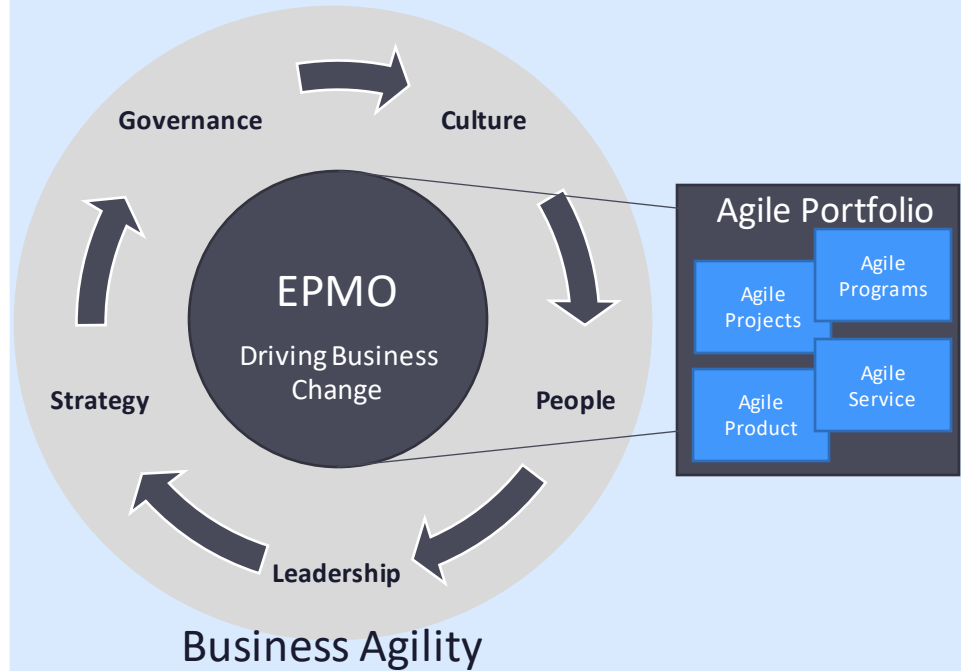 Governance
Culture
Agile Portfolio
Agile
Programs
Agile
Projects
EPMO
Driving Business
Change
Strategy
People
Agile
Service
Agile
Product
Leadership
Business Agility